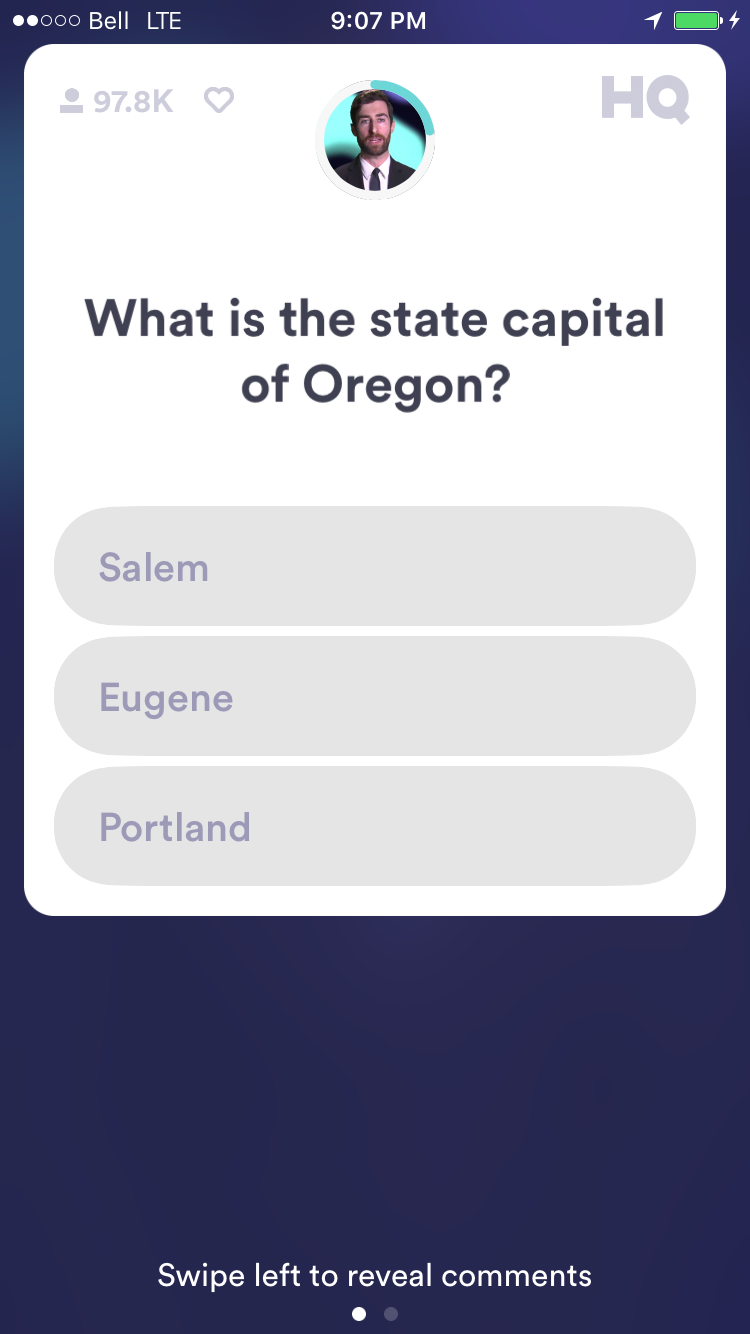 Bell LTE 9:07 PM
97.8K HQ
What is the state capital
of Oregon?
Salem
Eugene
Portland
Swipe left to reveal comments